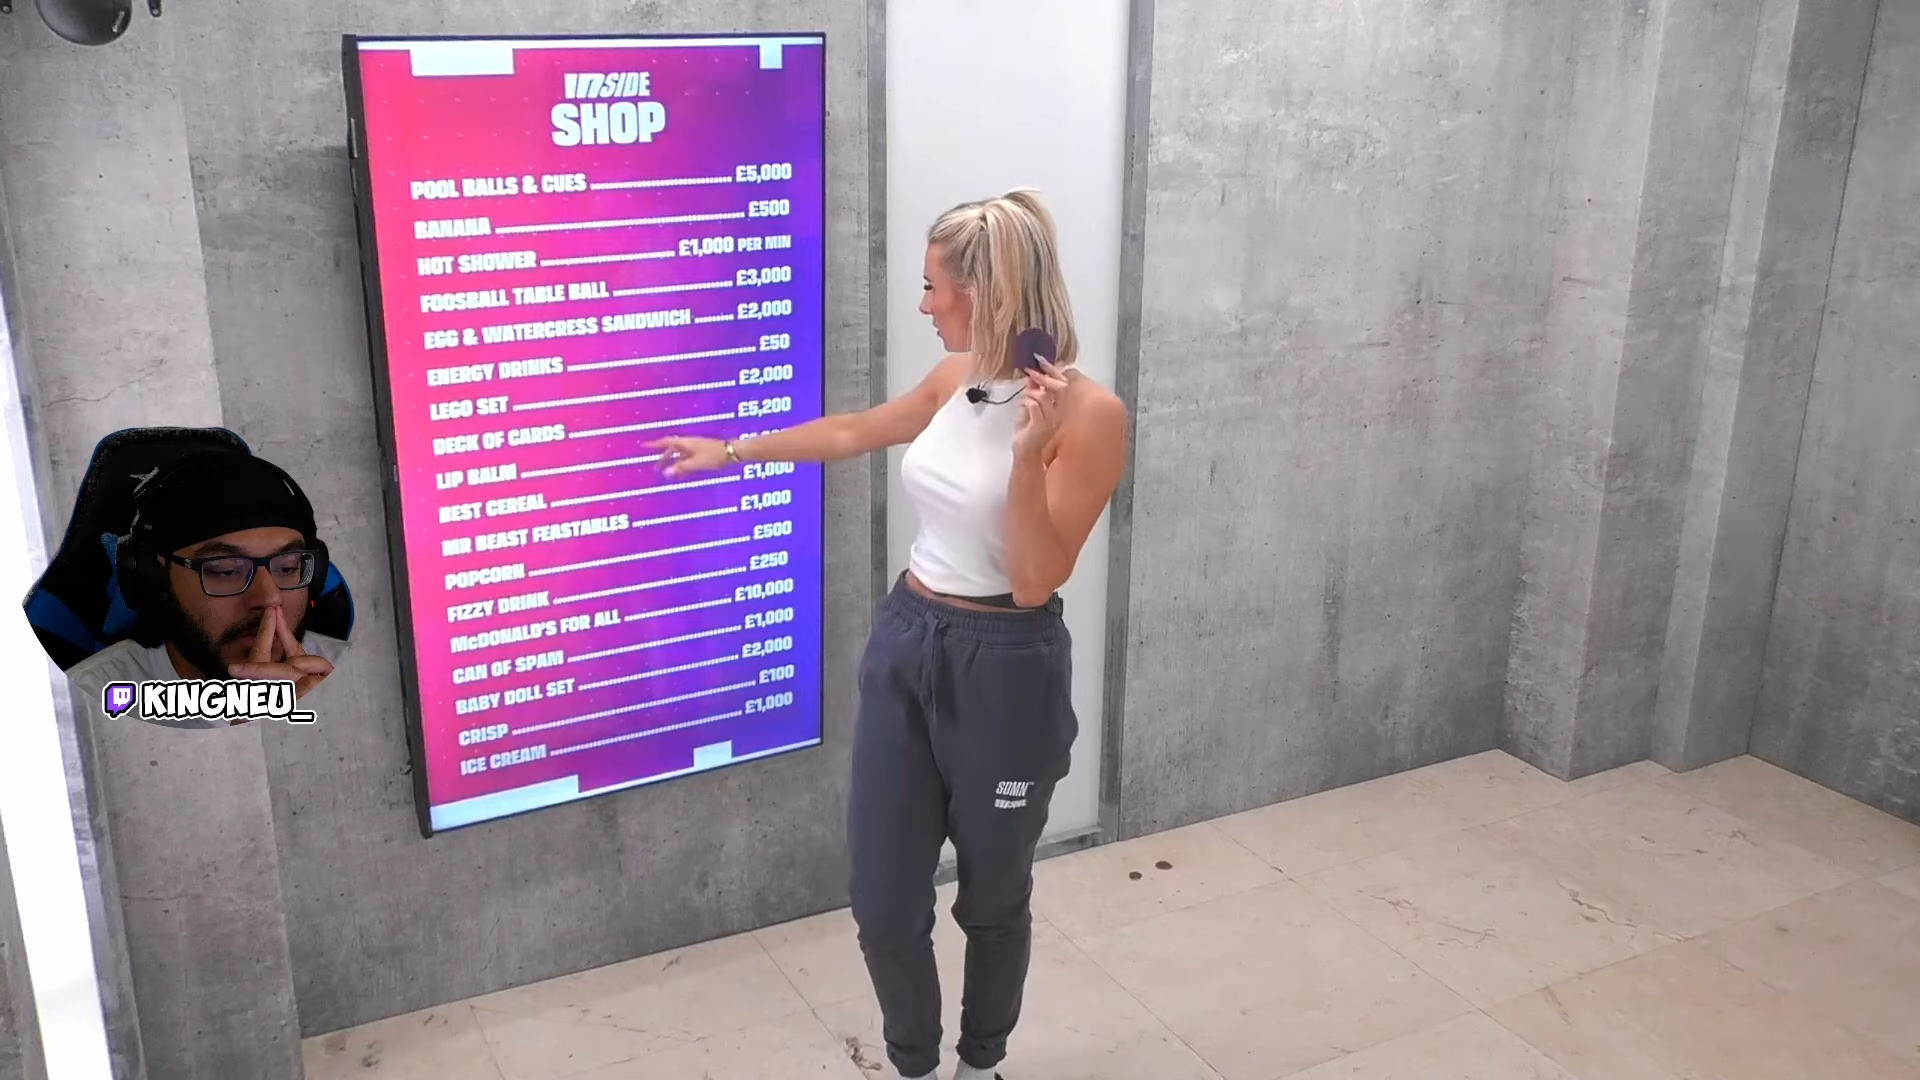 INSIDE
SHOP
POOL BALLS & CUES £5,000
BANANA £500
HOT SHOWER £1,000 PER MIN
FOOSBALL TABLE BALL £3,000
EGG & WATERCRESS SANDWICH £2,000
ENERGY DRINKS £50
LEGO SET £2,000
DECK OF CARDS £5,200
LIP BALM
BEST CEREAL £1,000
MR BEAST FEASTABLES £1,000
POPCORN £500
FIZZY DRINK £250
McDONALD'S FOR ALL £10,000
CAN OF SPAM £1,000
BABY DOLL SET £2,000
CRISP £100
ICE CREAM £1,000
KINGNEU_
SDMN
INSIDE